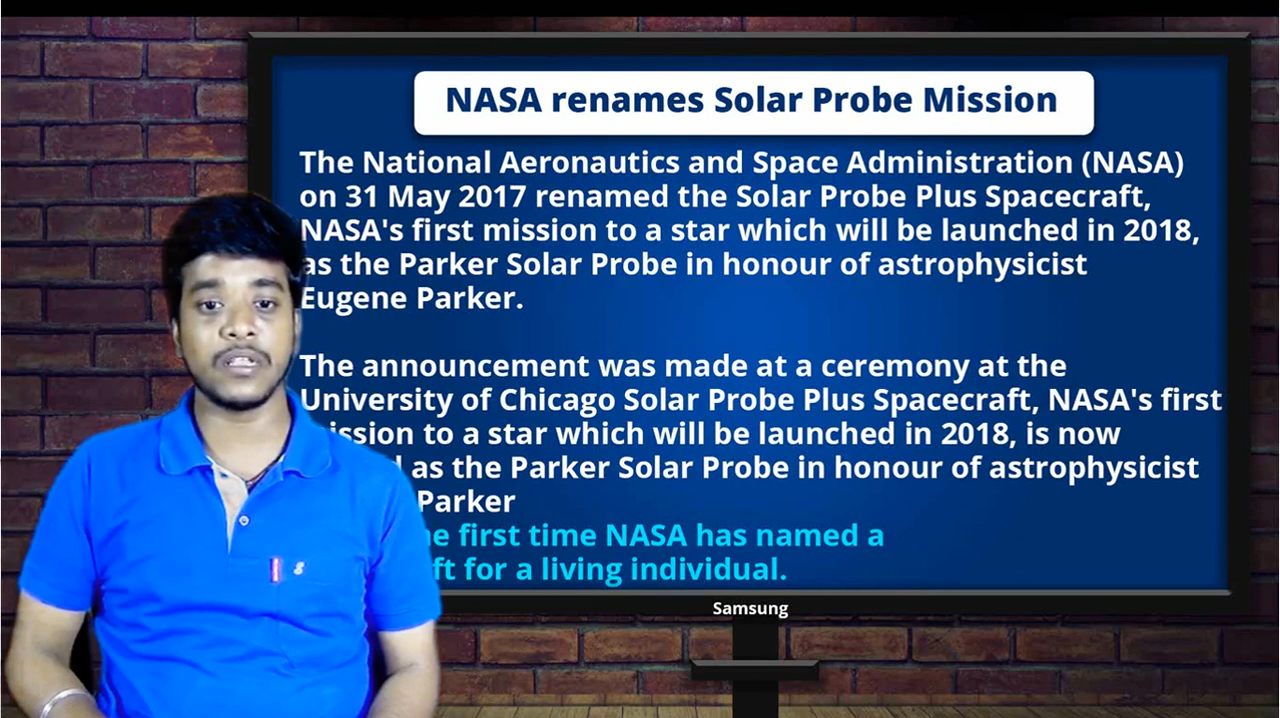 NASA renames Solar Probe Mission
The National Aeronautics and Space Administration (NASA)
on 31 May 2017 renamed the Solar Probe Plus Spacecraft,
NASA's first mission to a star which will be launched in 2018,
as the Parker Solar Probe in honour of astrophysicist
Eugene Parker.
The announcement was made at a ceremony at the
University of Chicago Solar Probe Plus Spacecraft, NASA's first
mission to a star which will be launched in 2018, is now
as the Parker Solar Probe in honour of astrophysicist
Parker
first time NASA has named a
for a living individual.
Samsung